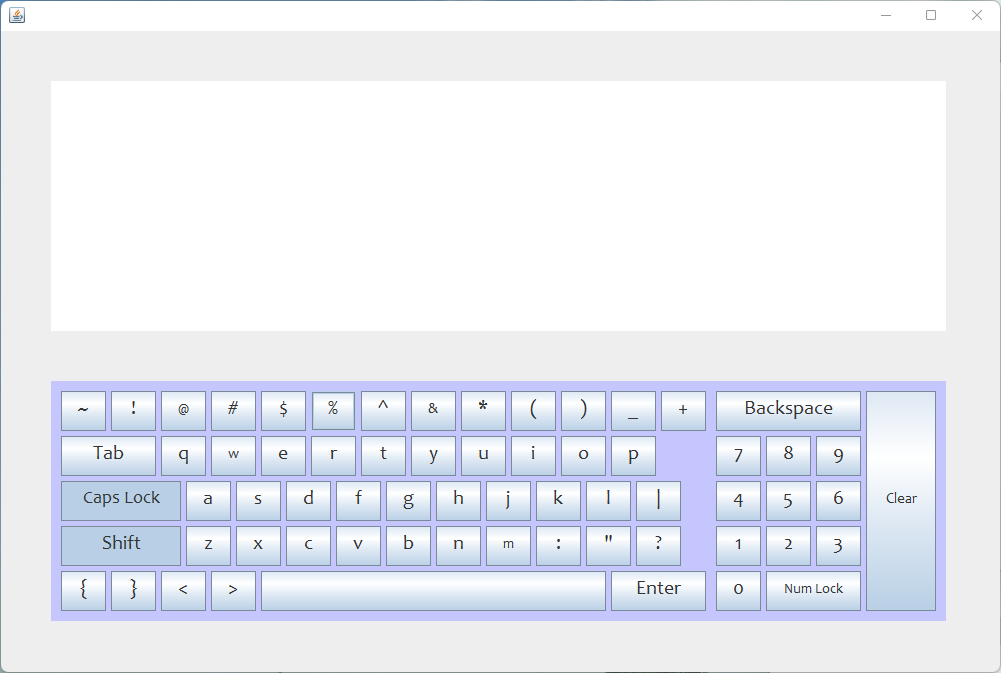 ~ ! @ # $ % ^ & * ( ) _ + Backspace
Tab q w e r t y u i o p 7 8 9
Caps Lock a s d f g h j k l | 4 5 6 Clear
Shift z x c v b n m : " ? 1 2 3
{ } < > Enter 0 Num Lock